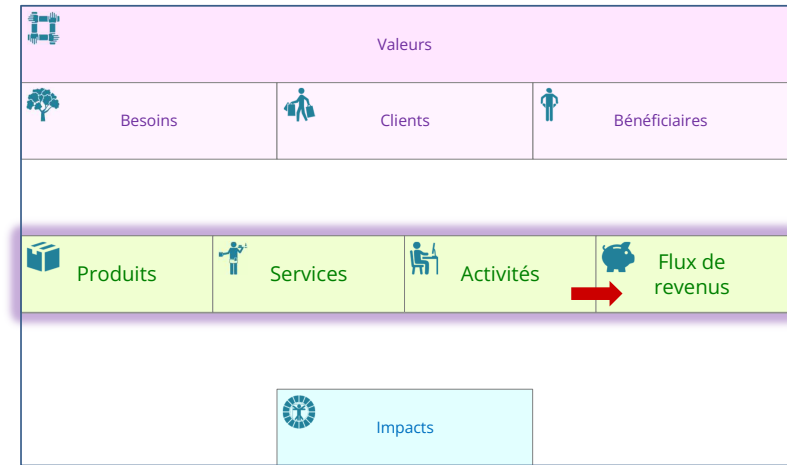 Valeurs
Besoins
Clients
Bénéficiaires
Produits
Services
Activités
Flux de
revenus
Impacts